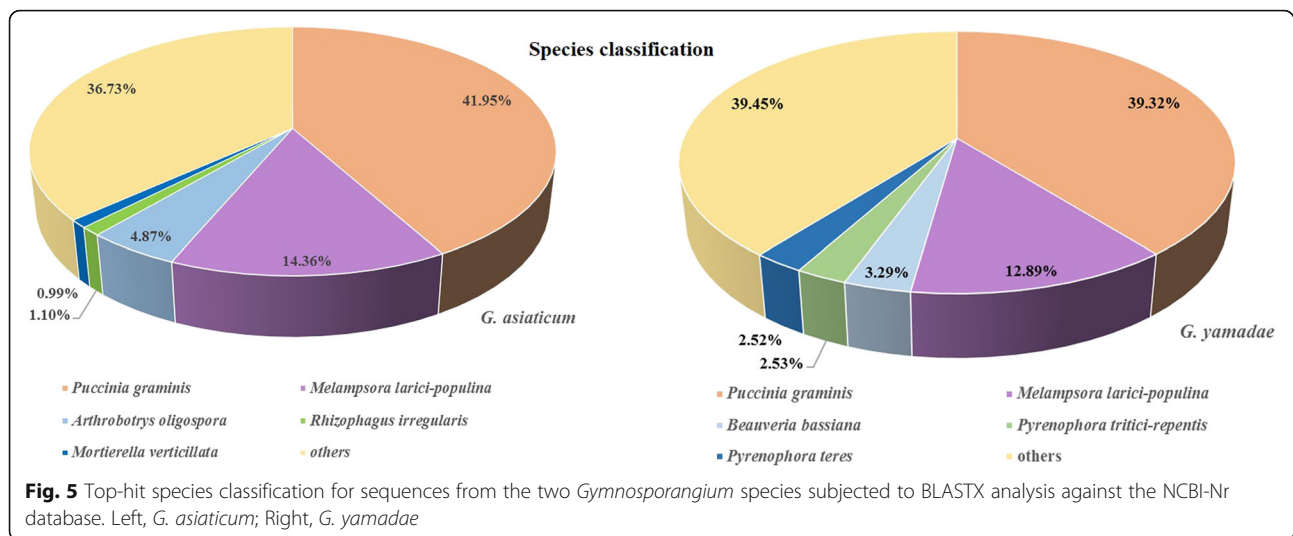 Species classification
36.73%
41.95%
4.87%
14.36%
0.99%
1.10%
G. asiaticum
Puccinia graminis
Melampsora larici-populina
Arthrobotrys oligospora
Rhizophagus irregularis
Mortierella verticillata
others
39.45%
39.32%
3.29%
12.89%
2.52%
2.53%
G. yamadae
Puccinia graminis
Melampsora larici-populina
Beauveria bassiana
Pyrenophora tritici-repentis
Pyrenophora teres
others
Fig. 5 Top-hit species classification for sequences from the two Gymnosporangium species subjected to BLASTX analysis against the NCBI-Nr
database. Left, G. asiaticum; Right, G. yamadae